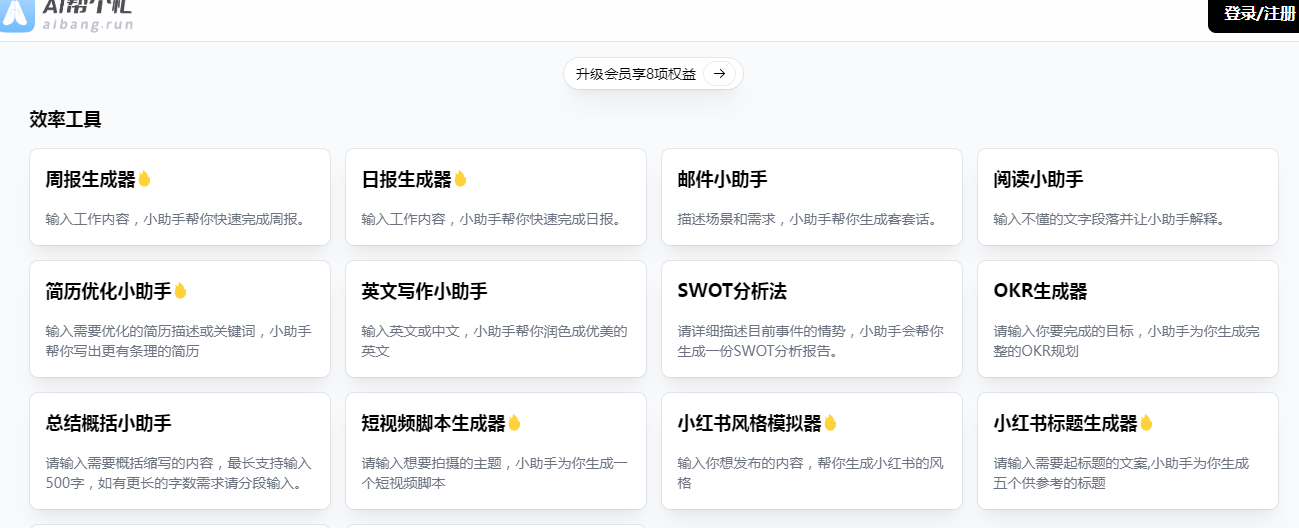 AI帮个忙
aibang.run
登录/注册
升级会员享8项权益
效率工具
周报生成器
输入工作内容，小助手帮你快速完成周报。
日报生成器
输入工作内容，小助手帮你快速完成日报。
邮件小助手
描述场景和需求，小助手帮你生成客套话。
阅读小助手
输入不懂的文字段落并让小助手解释。
简历优化小助手
输入需要优化的简历描述或关键词，小助手
帮你写出更有条理的简历
英文写作小助手
输入英文或中文，小助手帮你润色成优美的
英文
SWOT分析法
请详细描述目前事件的情势，小助手会帮你
生成一份SWOT分析报告。
OKR生成器
请输入你要完成的目标，小助手为你生成完
整的OKR规划
总结概括小助手
请输入需要概括缩写的内容，最长支持输入
500字，如有更长的字数需求请分段输入。
短视频脚本生成器
请输入想要拍摄的主题，小助手为你生成一
个短视频脚本
小红书风格模拟器
输入你想发布的内容，帮你生成小红书的风
格
小红书标题生成器
请输入需要起标题的文案,小助手为你生成
五个供参考的标题